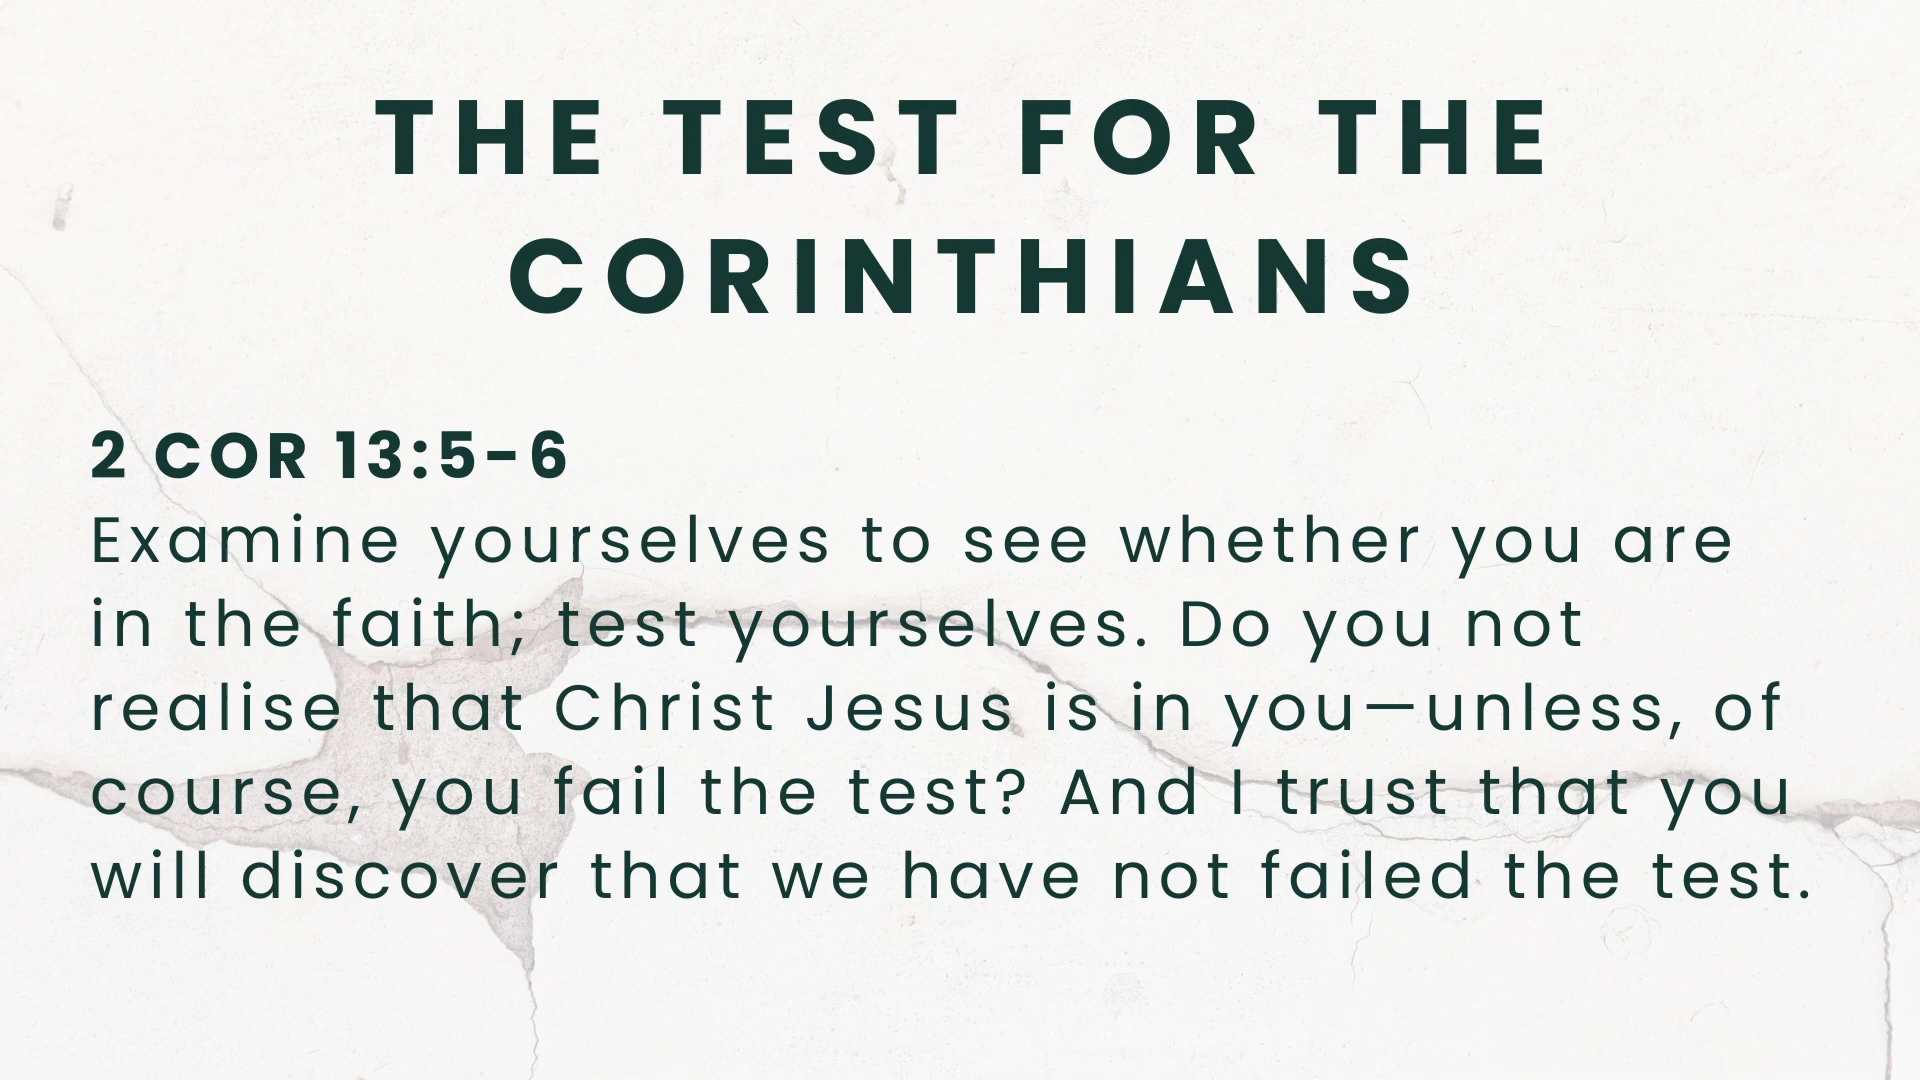 THE TEST FOR THE
CORINTHIANS
2 COR 13:5-6
Examine yourselves to see whether you are
in the faith; test yourselves. Do you not
realise that Christ Jesus is in you—unless, of
course, you fail the test? And I trust that you
will discover that we have not failed the test.